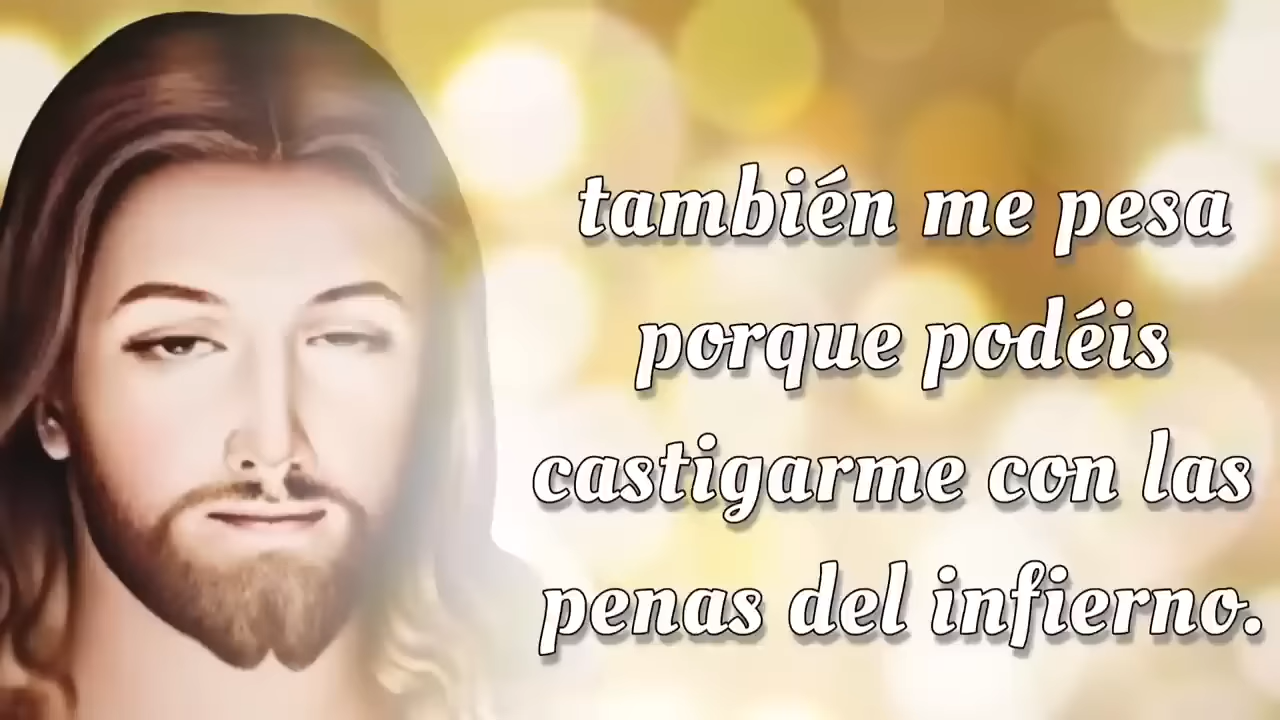 también me pesa
porque podéis
castigarme con las
penas del infierno.